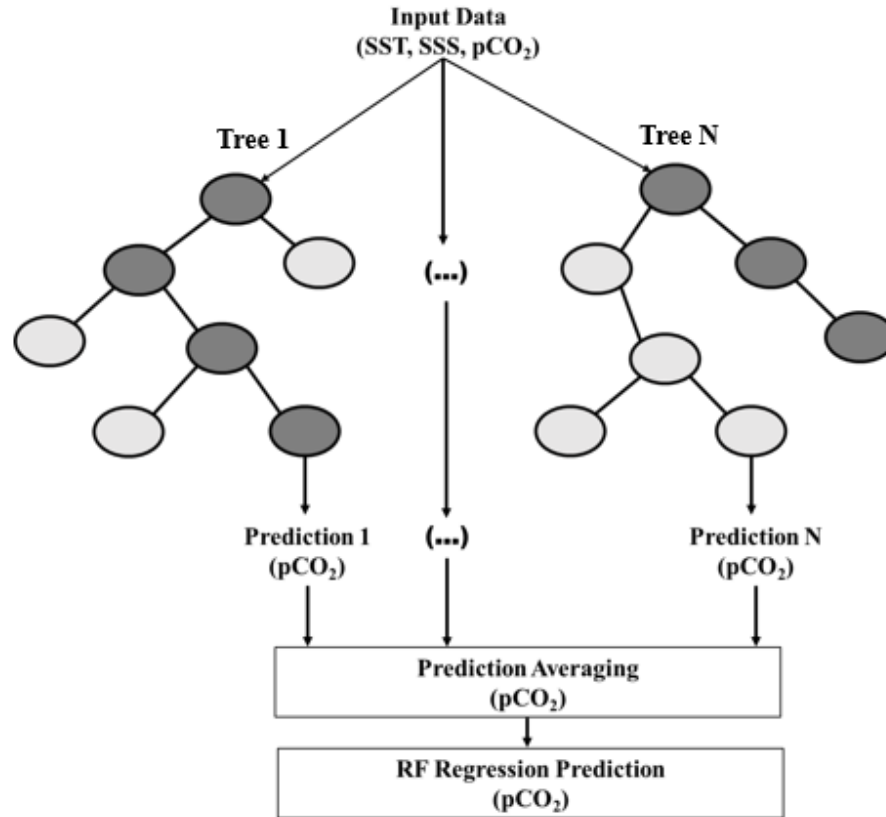 Input Data
(SST, SSS, pCO₂)
Tree 1
Tree N
(...)
Prediction 1
(pCO₂)
(...)
Prediction N
(pCO₂)
Prediction Averaging
(pCO₂)
RF Regression Prediction
(pCO₂)